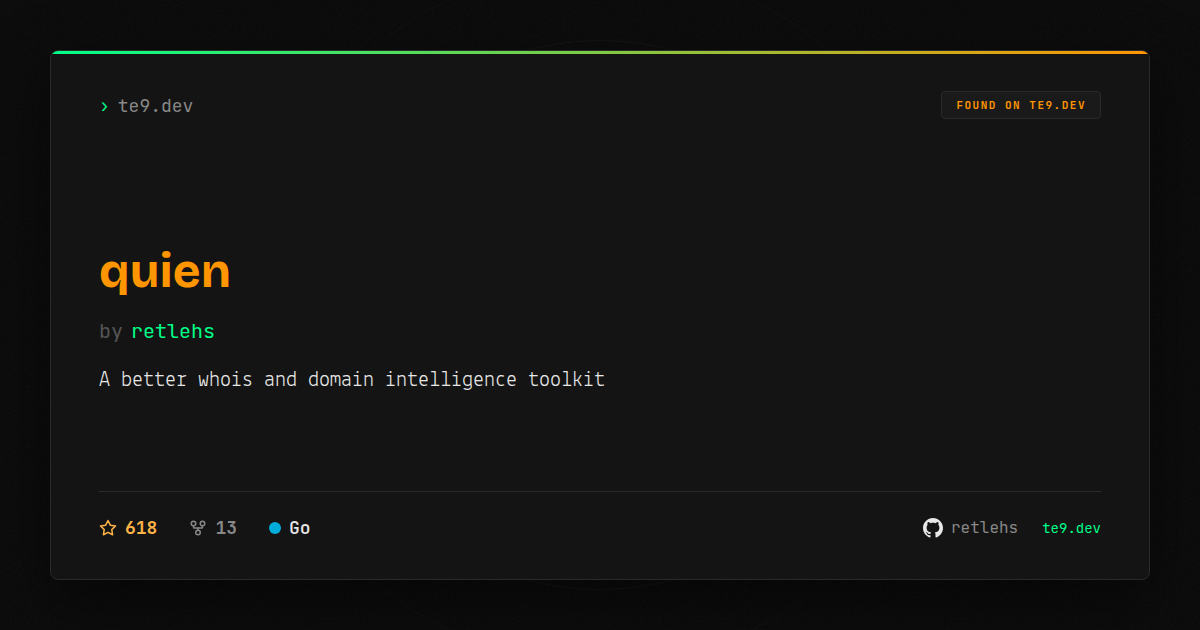 › te9.dev
FOUND ON TE9.DEV
quien
by retlehs
A better whois and domain intelligence toolkit
618 13 Go
retlehs te9.dev